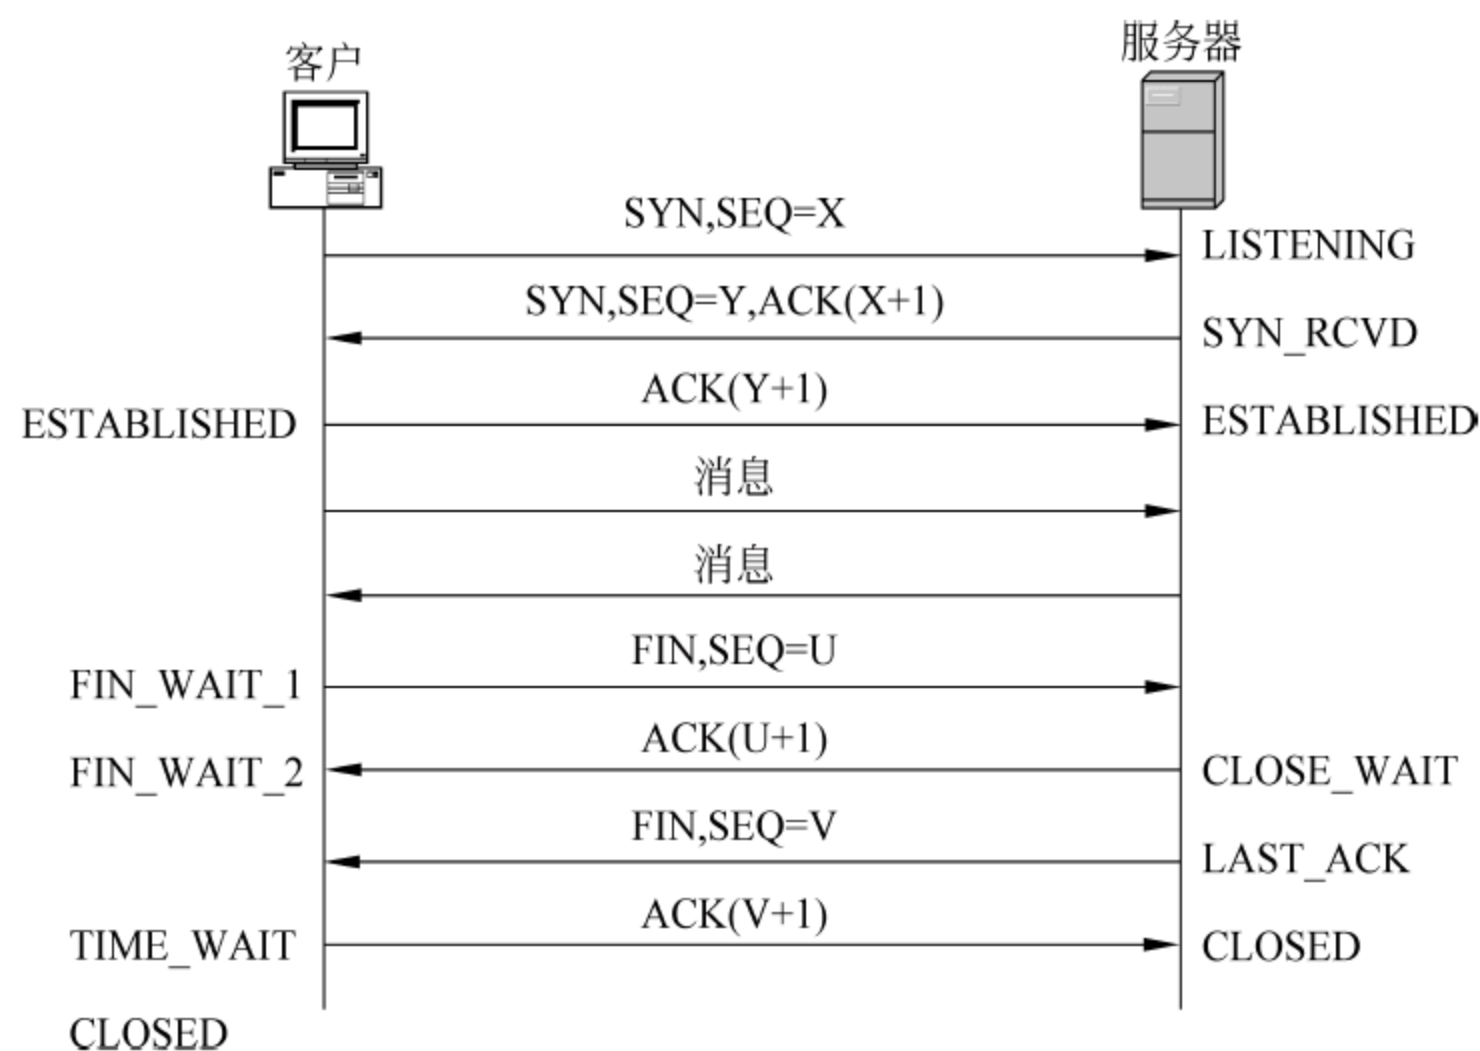 客户
服务器
SYN,SEQ=X
LISTENING
SYN,SEQ=Y,ACK(X+1)
SYN_RCVD
ACK(Y+1)
ESTABLISHED
ESTABLISHED
消息
消息
FIN,SEQ=U
FIN_WAIT_1
ACK(U+1)
FIN_WAIT_2
CLOSE_WAIT
FIN,SEQ=V
LAST_ACK
ACK(V+1)
TIME_WAIT
CLOSED
CLOSED